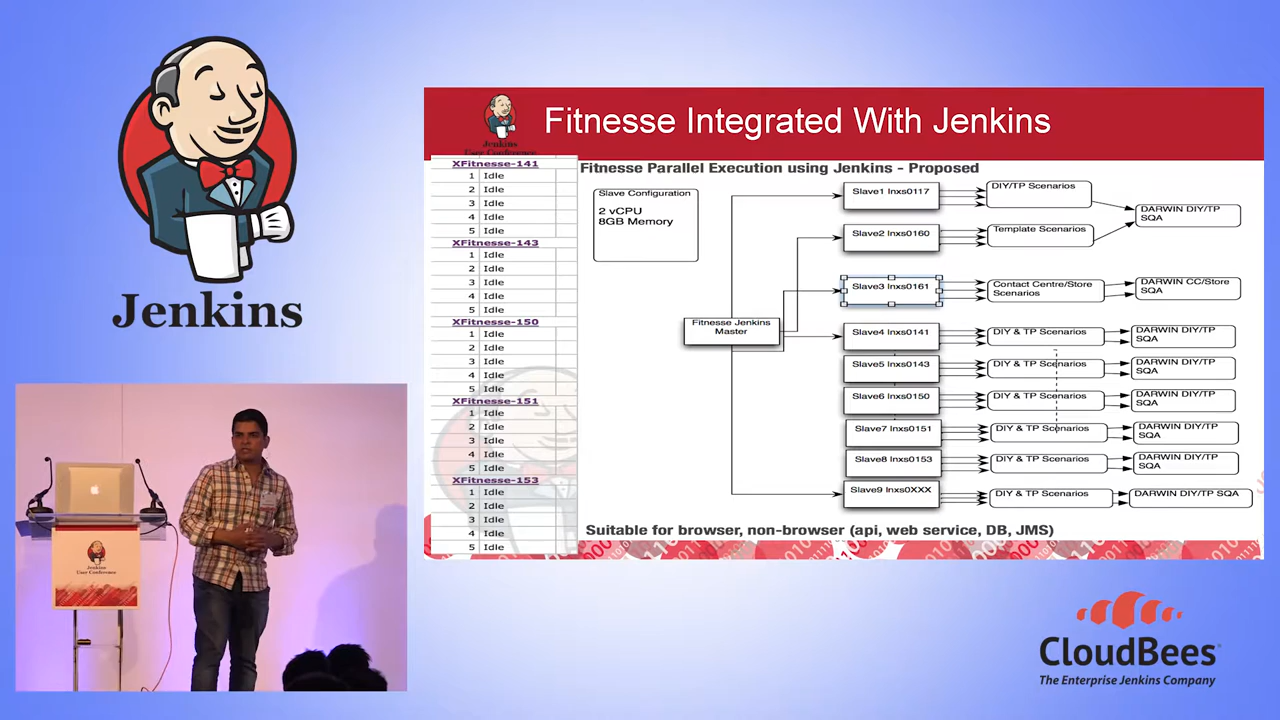 Jenkins
Fitnesse Integrated With Jenkins
Jenkins
User Conference
XFitnesse-141
1 Idle
2 Idle
3 Idle
4 Idle
5 Idle
XFitnesse-143
1 Idle
2 Idle
3 Idle
4 Idle
5 Idle
XFitnesse-150
1 Idle
2 Idle
3 Idle
4 Idle
5 Idle
XFitnesse-151
1 Idle
2 Idle
3 Idle
4 Idle
5 Idle
XFitnesse-153
1 Idle
2 Idle
3 Idle
4 Idle
5 Idle
Fitnesse Parallel Execution using Jenkins - Proposed
Slave Configuration
2 vCPU
8GB Memory
Fitnesse Jenkins
Master
Slave1 lnxs0117
DIY/TP Scenarios
DARWIN DIY/TP
SQA
Slave2 lnxs0160
Template Scenarios
Slave3 lnxs0161
Contact Centre/Store
Scenarios
DARWIN CC/Store
SQA
Slave4 lnxs0141
DIY & TP Scenarios
DARWIN DIY/TP
SQA
Slave5 lnxs0143
DIY & TP Scenarios
DARWIN DIY/TP
SQA
Slave6 lnxs0150
DIY & TP Scenarios
DARWIN DIY/TP
SQA
Slave7 lnxs0151
DIY & TP Scenarios
DARWIN DIY/TP
SQA
Slave8 lnxs0153
DIY & TP Scenarios
DARWIN DIY/TP
SQA
Slave9 lnxs0XXX
DIY & TP Scenarios
DARWIN DIY/TP SQA
Suitable for browser, non-browser (api, web service, DB, JMS)
Jenkins
User Conference
CloudBees
The Enterprise Jenkins Company